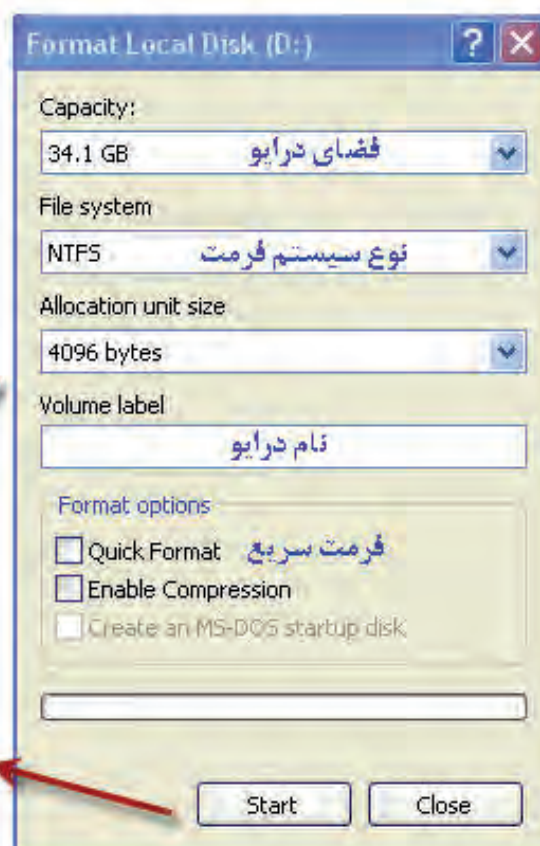 Format Local Disk (D:)
Capacity:
34.1 GB فضای درایو
File system
NTFS نوع سیستم فرمت
Allocation unit size
4096 bytes
Volume label
نام درایو
Format options
Quick Format فرمت سریع
Enable Compression
Create an MS-DOS startup disk
Start Close